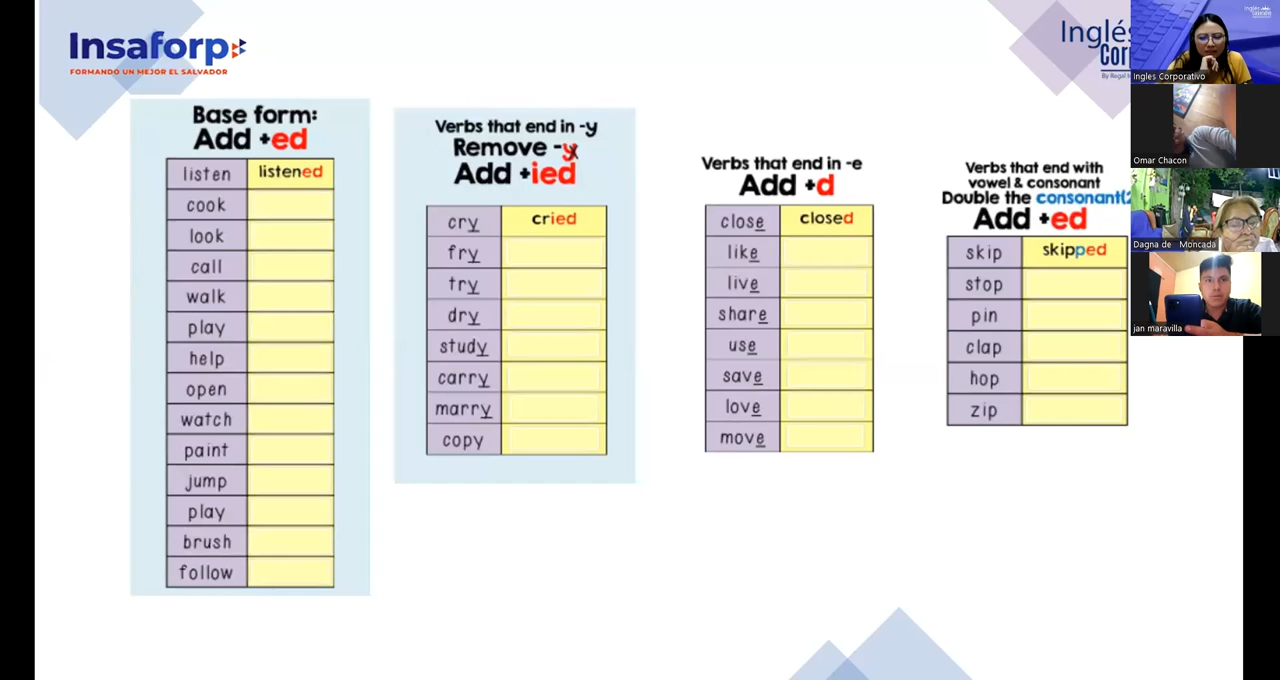 Insaforp
FORMANDO UN MEJOR EL SALVADOR
Inglés
Cor
By Regal
Base form:
Add +ed
listen listened
cook
look
call
walk
play
help
open
watch
paint
jump
play
brush
follow
Verbs that end in -y
Remove -y
Add +ied
cry cried
fry
try
dry
study
carry
marry
copy
Verbs that end in -e
Add +d
close closed
like
live
share
use
save
love
move
Verbs that end with
vowel & consonant
Double the consonant(2
Add +ed
skip skipped
stop
pin
clap
hop
zip
Ingles Corporativo
Omar Chacon
Dagna de Moncada
jan maravilla